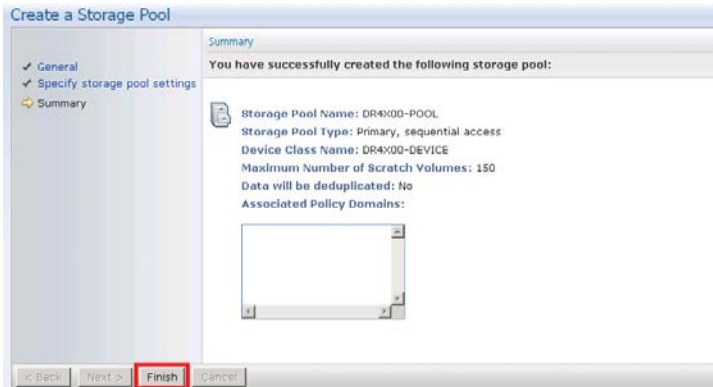 Create a Storage Pool
General
Specify storage pool settings
Summary
Summary
You have successfully created the following storage pool:
Storage Pool Name: DR4X00-POOL
Storage Pool Type: Primary, sequential access
Device Class Name: DR4X00-DEVICE
Maximum Number of Scratch Volumes: 150
Data will be deduplicated: No
Associated Policy Domains:
< Back Next > Finish Cancel